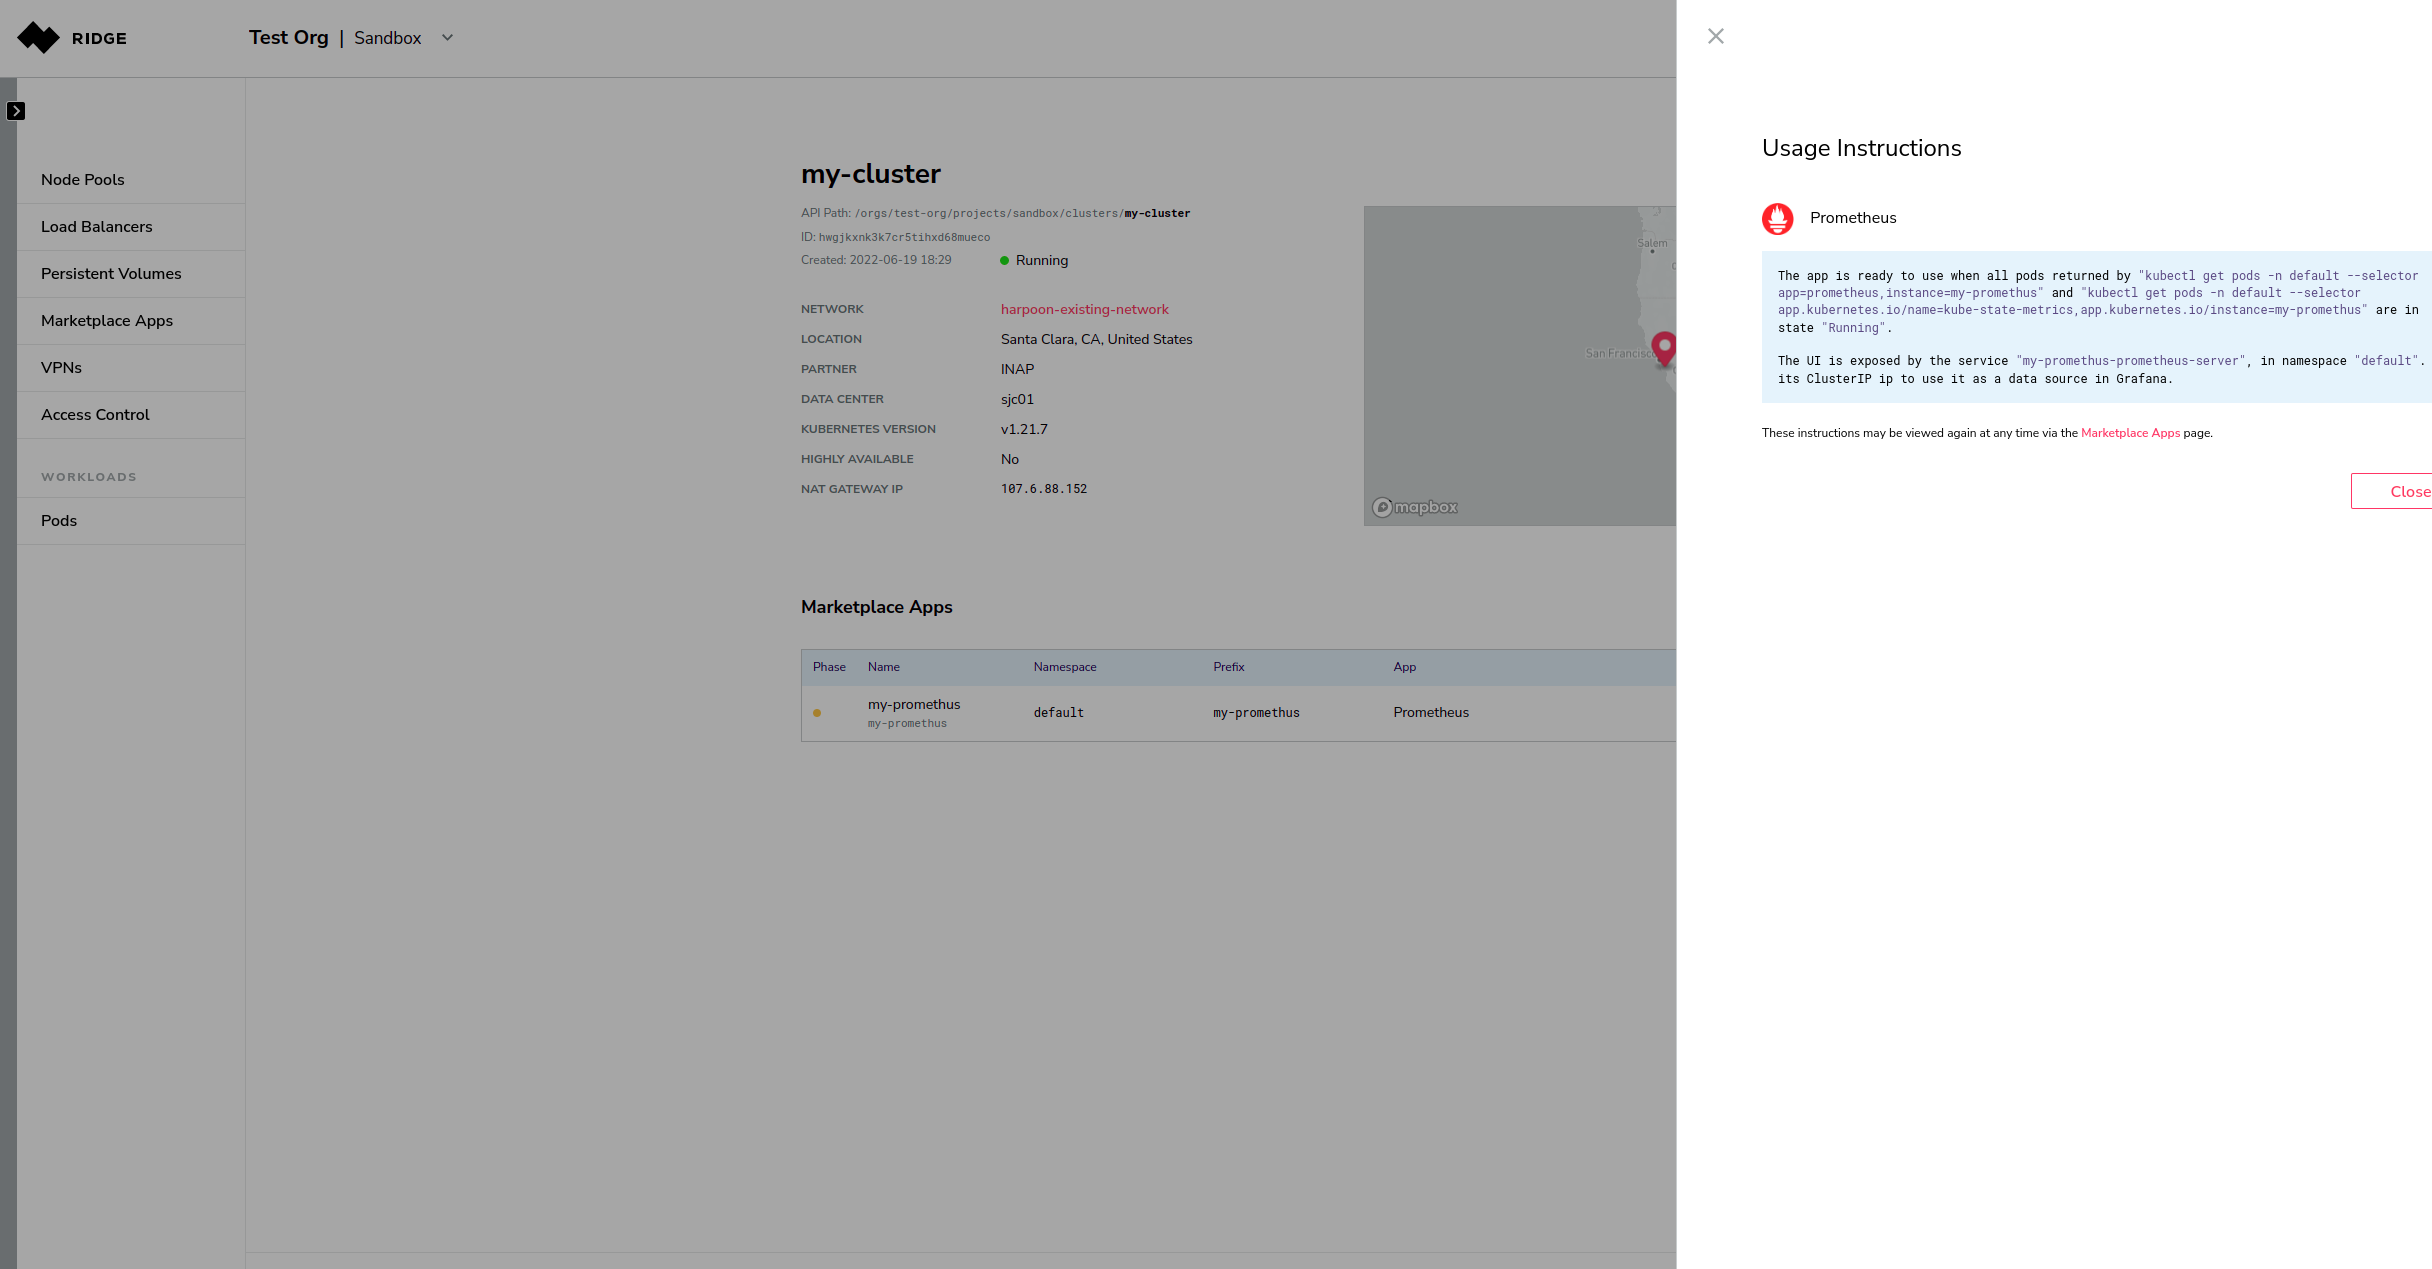 RIDGE
Test Org | Sandbox
Node Pools
Load Balancers
Persistent Volumes
Marketplace Apps
VPNs
Access Control
WORKLOADS
Pods
my-cluster
API Path: /orgs/test-org/projects/sandbox/clusters/my-cluster
ID: hwgjkxnk3k7cr5tihxd68mueco
Created: 2022-06-19 18:29
Running
NETWORK harpoon-existing-network
LOCATION Santa Clara, CA, United States
PARTNER INAP
DATA CENTER sjc01
KUBERNETES VERSION v1.21.7
HIGHLY AVAILABLE No
NAT GATEWAY IP 107.6.88.152
Salem
San Francisc
mapbox
Marketplace Apps
Phase Name Namespace Prefix App
my-promethus default my-promethus Prometheus
my-promethus
Usage Instructions
Prometheus
The app is ready to use when all pods returned by "kubectl get pods -n default --selector
app=prometheus,instance=my-promethus" and "kubectl get pods -n default --selector
app.kubernetes.io/name=kube-state-metrics,app.kubernetes.io/instance=my-promethus" are in
state "Running".
The UI is exposed by the service "my-promethus-prometheus-server", in namespace "default".
its ClusterIP ip to use it as a data source in Grafana.
These instructions may be viewed again at any time via the Marketplace Apps page.
Close